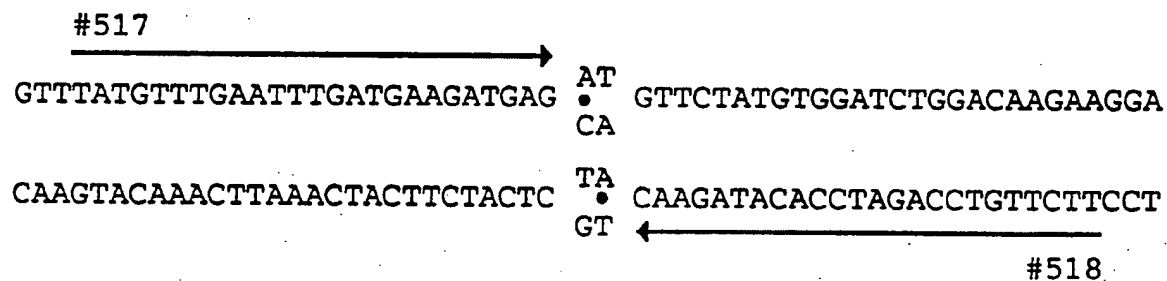 #517
AT
GTTTATGTTTGAATTTGATGAAGATGAG • GTTCTATGTGGATCTGGACAAGAAGGA
CA
TA
CAAGTACAAACTTAAACTACTTCTACTC • CAAGATACACCTAGACCTGTTCTTCCT
GT
#518